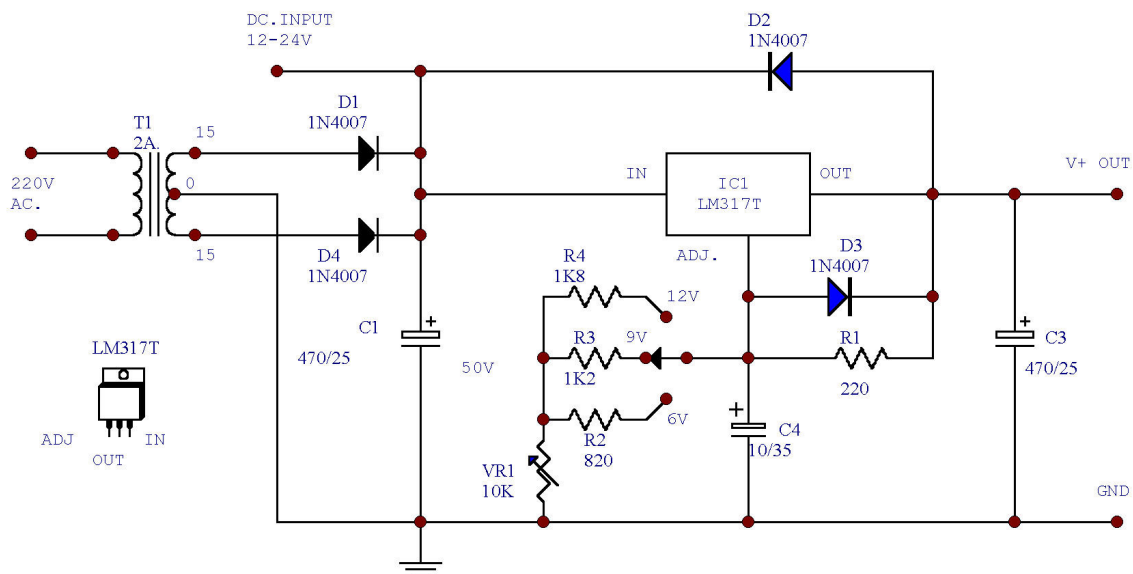 DC.INPUT
12-24V
D2
1N4007
D1
1N4007
T1
2A.
15
220V
AC.
0
15
D4
1N4007
IN
IC1
LM317T
OUT
V+ OUT
ADJ.
D3
1N4007
R4
1K8
12V
C1
470/25
50V
R3
1K2
9V
R1
220
C3
470/25
LM317T
ADJ
IN
OUT
6V
R2
820
C4
10/35
VR1
10K
GND